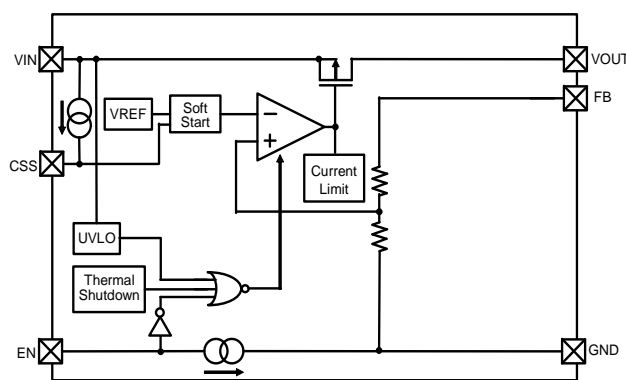 VIN
VOUT
FB
VREF
Soft
Start
−
+
CSS
Current
Limit
UVLO
Thermal
Shutdown
EN
GND